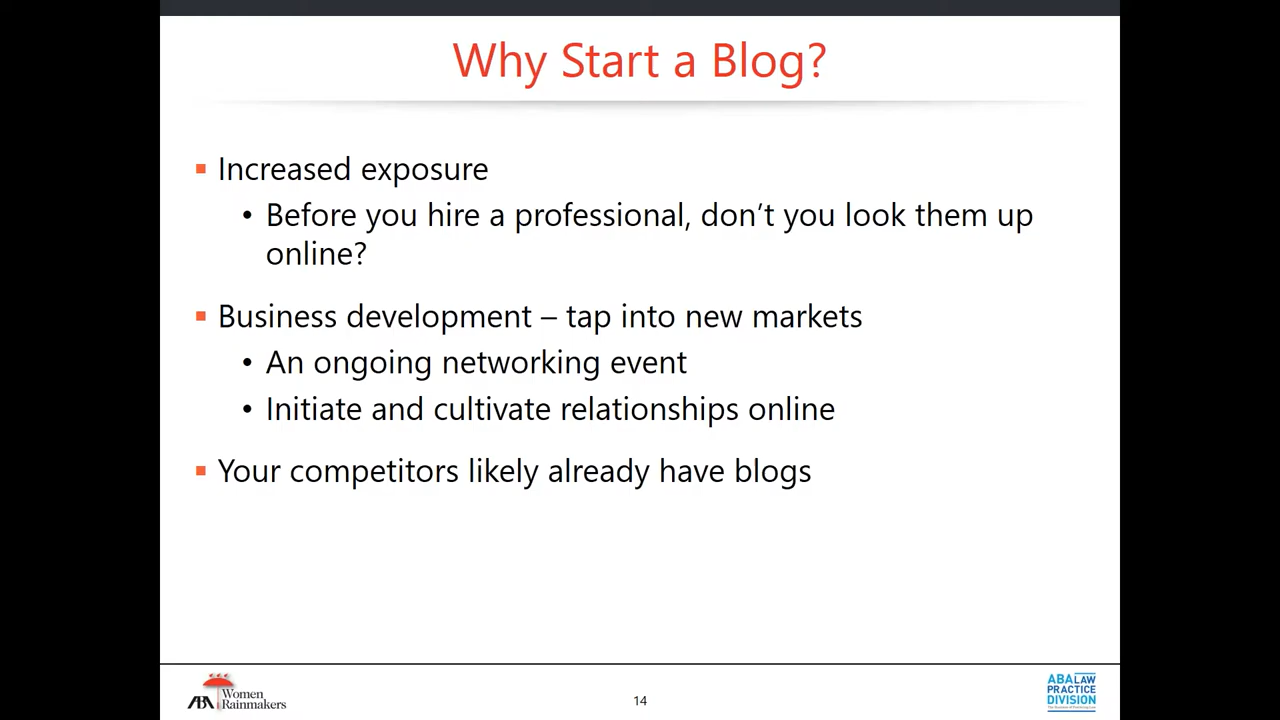 Why Start a Blog?
▪ Increased exposure
• Before you hire a professional, don’t you look them up
online?
▪ Business development – tap into new markets
• An ongoing networking event
• Initiate and cultivate relationships online
▪ Your competitors likely already have blogs
ABA Women
Rainmakers
14
ABA LAW
PRACTICE
DIVISION